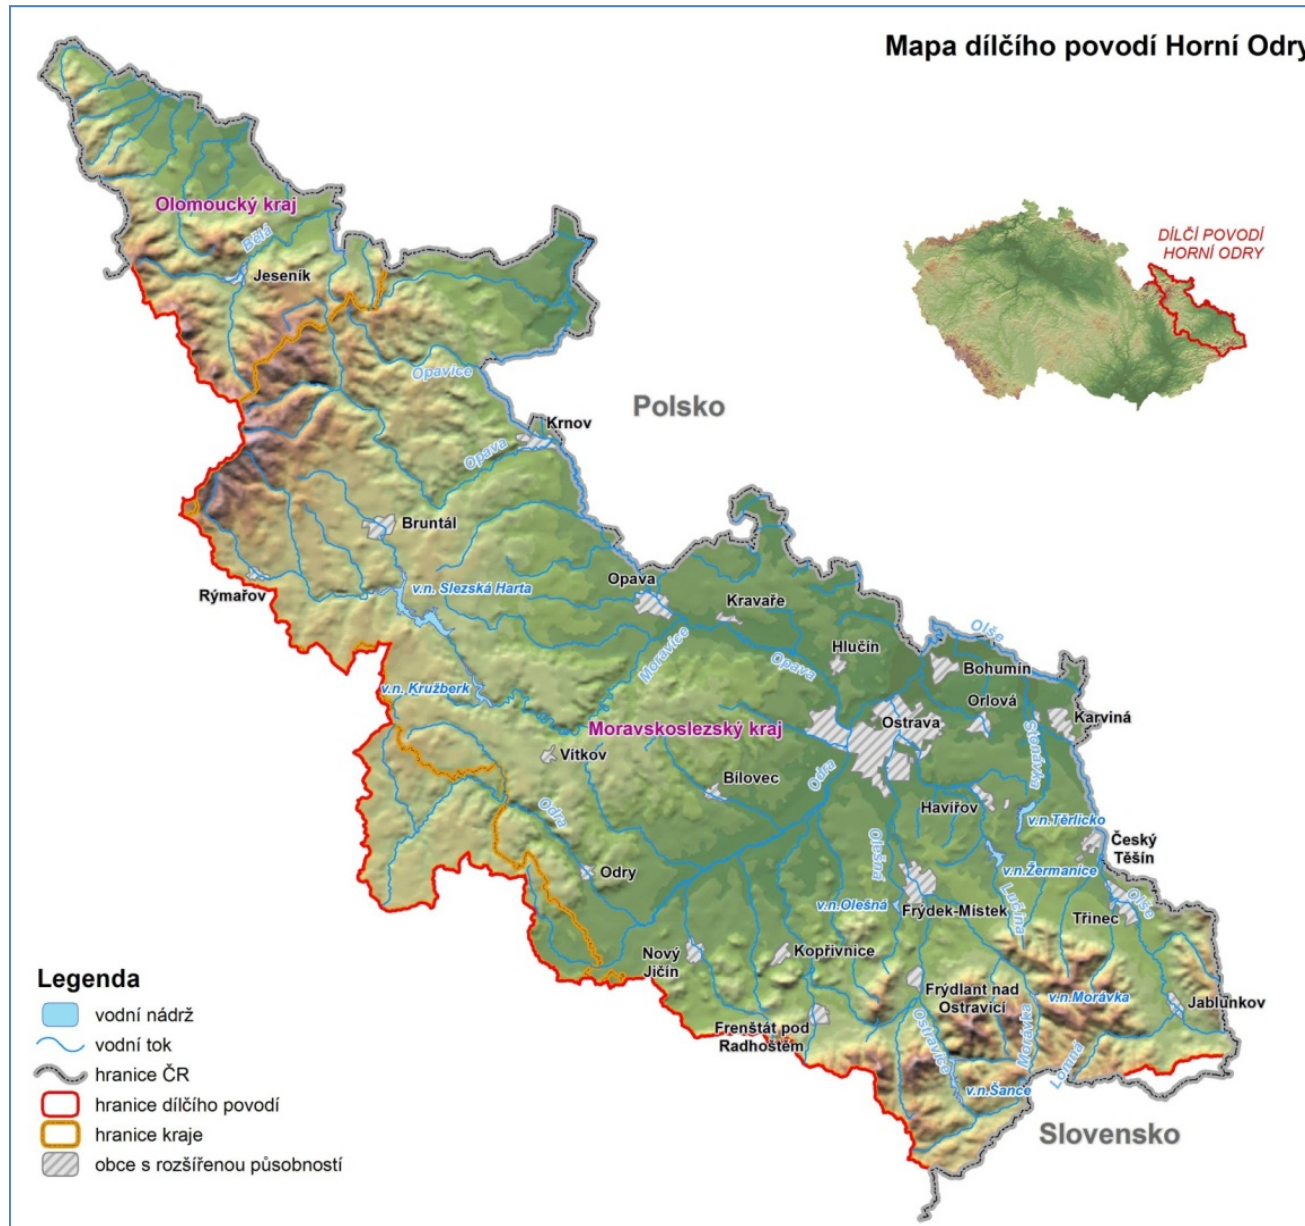 Mapa dílčího povodí Horní Odry
DÍLČÍ POVODÍ
HORNÍ ODRY
Olomoucký kraj
Bělá
Jeseník
Opavice
Polsko
Krnov
Opava
Bruntál
Rýmařov
v.n. Slezská Harta
Opava
Kravaře
Moravice
Hlučín
Olše
Opava
Bohumín
v.n. Kružberk
Orlová
Karviná
Moravskoslezský kraj
Ostrava
Stonávka
Vítkov
Bílovec
Odra
Havířov
Odra
v.n.Těrlicko
Český
Těšín
Olešná
Odry
v.n.Žermanice
v.n.Olešná
Frýdek-Místek
Lučina
Olše
Třinec
Nový
Jičín
Kopřivnice
Frýdlant nad
Ostravicí
v.n.Morávka
Jablunkov
Frenštát pod
Radhoštěm
Ostravice
Morávka
Lomná
v.n.Šance
Slovensko
Legenda
vodní nádrž
vodní tok
hranice ČR
hranice dílčího povodí
hranice kraje
obce s rozšířenou působností